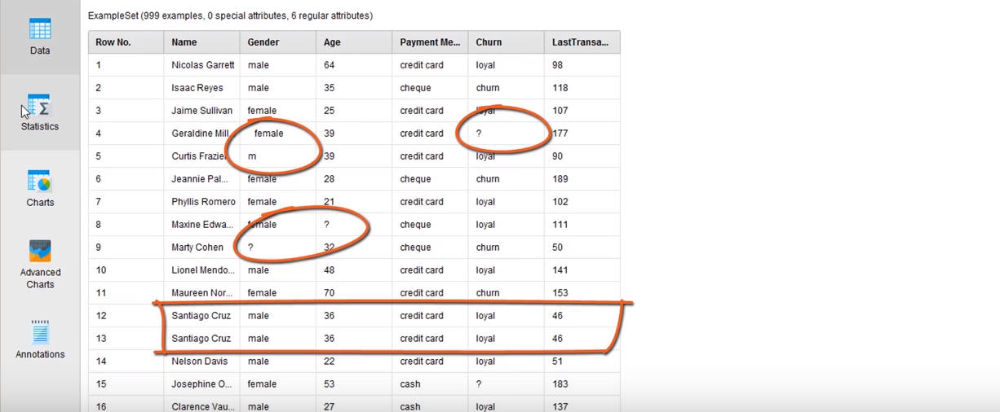 ExampleSet (999 examples, 0 special attributes, 6 regular attributes)
Data
Statistics
Charts
Advanced
Charts
Annotations
Row No. Name Gender Age Payment Me... Churn LastTransa...
1 Nicolas Garrett male 64 credit card loyal 98
2 Isaac Reyes male 35 cheque churn 118
3 Jaime Sullivan female 25 credit card loyal 107
4 Geraldine Mill female 39 credit card ? 177
5 Curtis Frazier m 39 credit card loyal 90
6 Jeannie Pal... female 28 cheque churn 189
7 Phyllis Romero female 21 credit card loyal 102
8 Maxine Edwa... female ? cheque loyal 111
9 Marty Cohen ? 32 cheque churn 50
10 Lionel Mendo... male 48 credit card loyal 141
11 Maureen Nor... female 70 credit card churn 153
12 Santiago Cruz male 36 credit card loyal 46
13 Santiago Cruz male 36 credit card loyal 46
14 Nelson Davis male 22 credit card loyal 51
15 Josephine O... female 53 cash ? 183
16 Clarence Vau... male 27 cash loyal 137